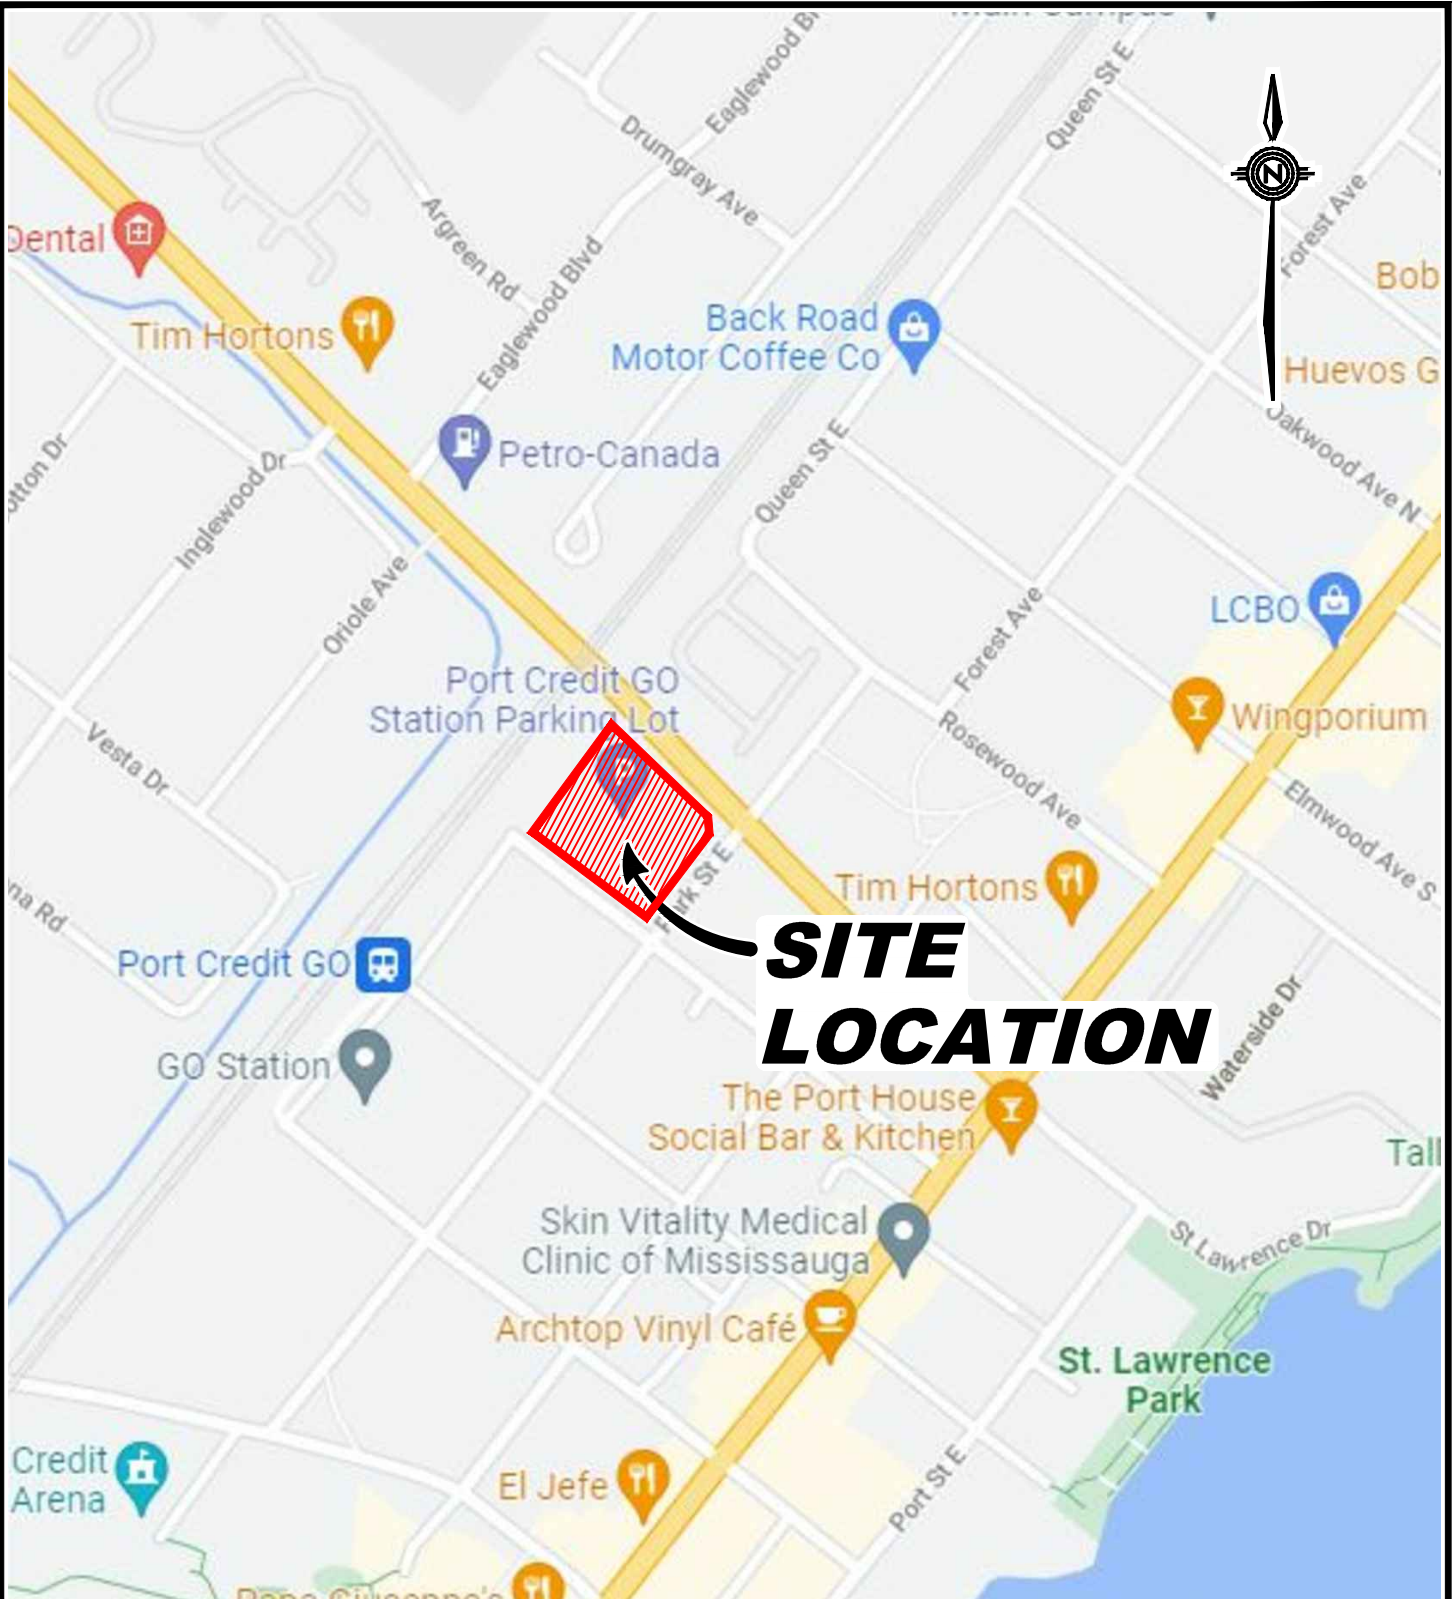 Main Campus
Queen St E
Eaglewood Bl
Drumgray Ave
N
Forest Ave
Argreen Rd
Dental
Tim Hortons
Eaglewood Blvd
Back Road
Motor Coffee Co
Bob
Huevos G
Oakwood Ave N
Petro-Canada
Queen St E
Inglewood Dr
Oriole Ave
Forest Ave
LCBO
Port Credit GO
Station Parking Lot
Wingporium
Vesta Dr
Rosewood Ave
Elmwood Ave S
Park St E
Tim Hortons
SITE
LOCATION
Port Credit GO
Waterside Dr
GO Station
The Port House
Social Bar & Kitchen
Tall
Skin Vitality Medical
Clinic of Mississauga
St Lawrence Dr
Archtop Vinyl Café
St. Lawrence
Park
Credit
Arena
El Jefe
Port St E